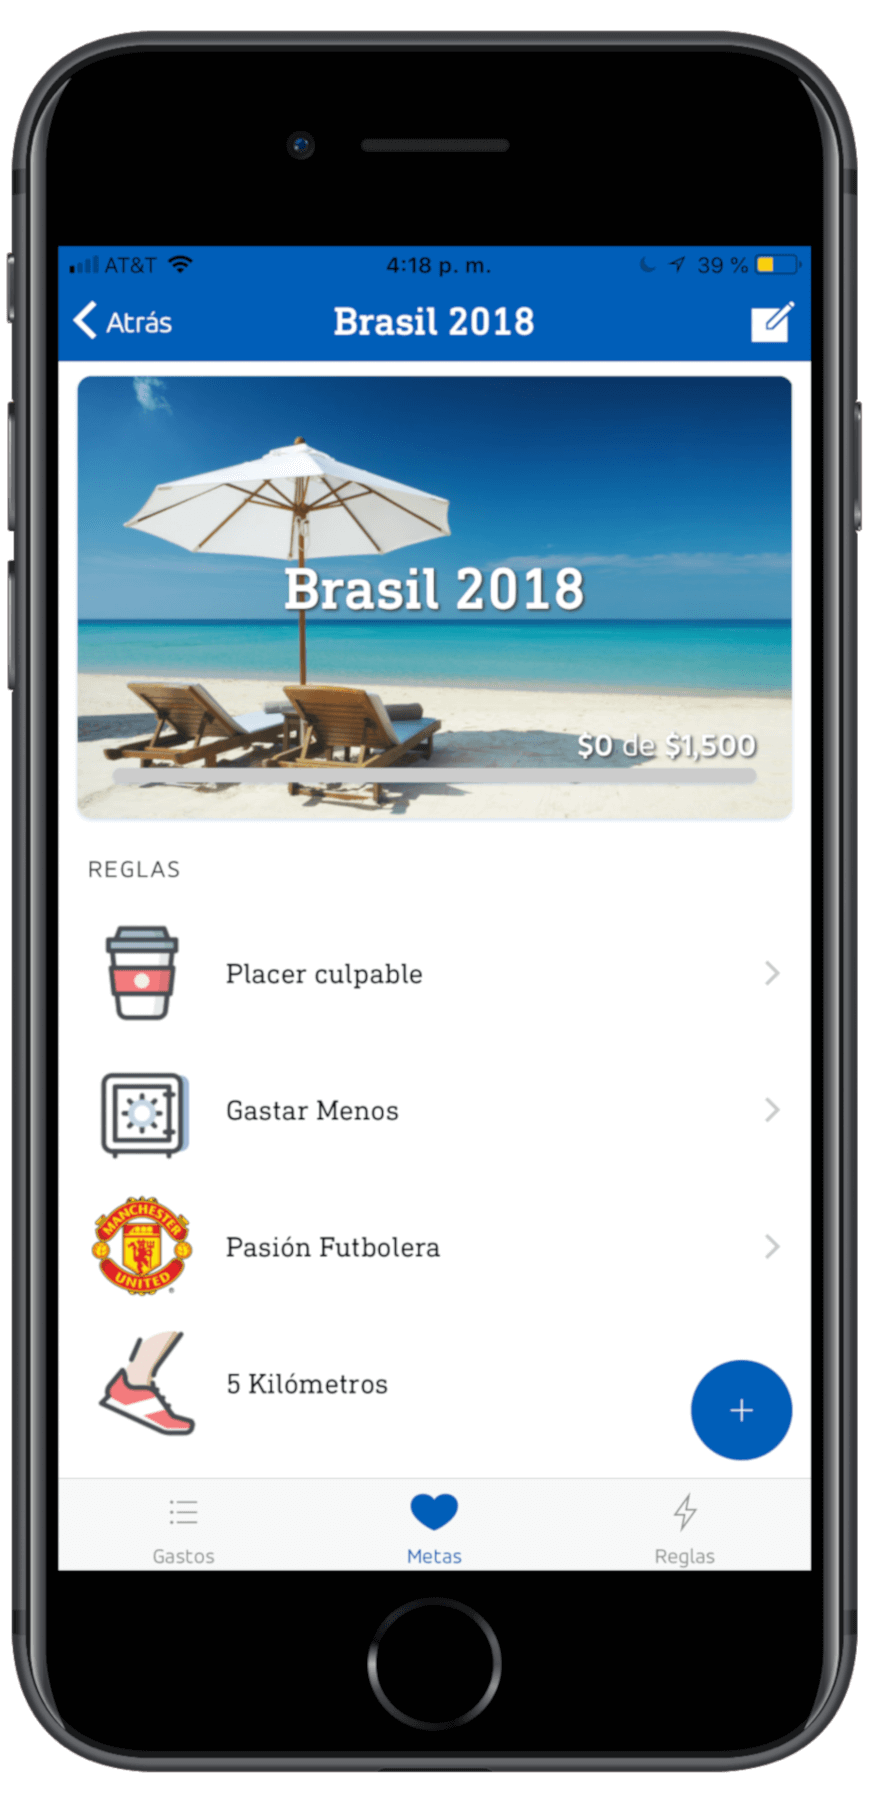 AT&T 4:18 p. m. 39 %
Atrás Brasil 2018
Brasil 2018
$0 de $1,500
REGLAS
Placer culpable
Gastar Menos
MANCHESTER
UNITED
Pasión Futbolera
5 Kilómetros
+
Gastos Metas Reglas